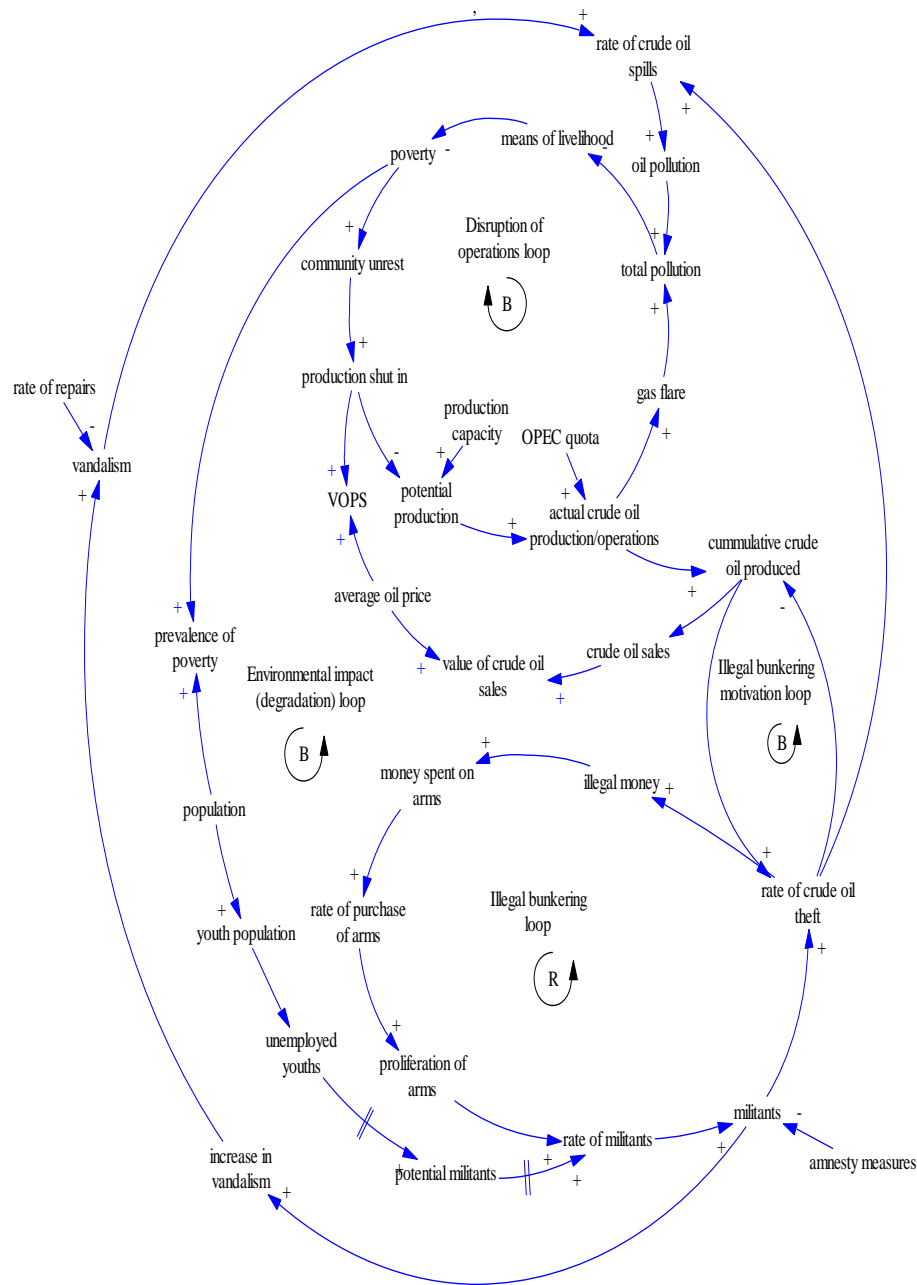 ,
+
rate of crude oil
spills
+
+
means of livelihood
-
poverty
-
oil pollution
+
Disruption of
operations loop
B
+
community unrest
+
total pollution
+
+
production shut in
rate of repairs
-
vandalism
+
gas flare
+
production
capacity
+
OPEC quota
+
-
+
VOPS
+
potential
production
+
actual crude oil
production/operations
cummulative crude
oil produced
+
-
average oil price
+
prevalence of
poverty
+
crude oil sales
+
value of crude oil
sales
+
Environmental impact
(degradation) loop
B
Illegal bunkering
motivation loop
B
+
money spent on
arms
illegal money
+
population
+
rate of crude oil
theft
+
+
rate of purchase
of arms
Illegal bunkering
loop
R
+
youth population
+
unemployed
youths
proliferation of
arms
militants
-
+
rate of militants
+
+
+
potential militants
amnesty measures
increase in
vandalism
+